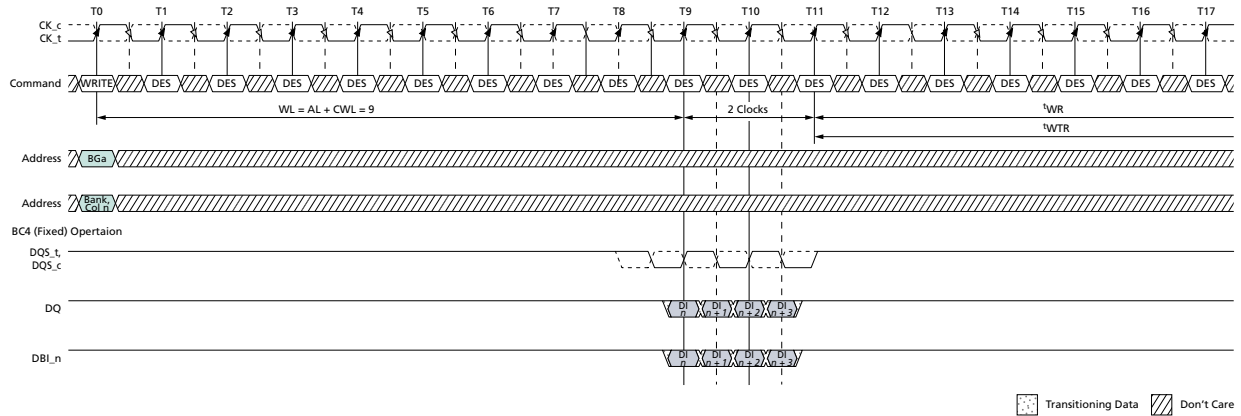 T0 T1 T2 T3 T4 T5 T6 T7 T8 T9 T10 T11 T12 T13 T14 T15 T16 T17
CK_c
CK_t
Command WRITE DES DES DES DES DES DES DES DES DES DES DES DES DES DES DES DES DES
WL = AL + CWL = 9 2 Clocks tWR
tWTR
Address BGa
Address Bank, Col n
BC4 (Fixed) Opertaion
DQS_t,
DQS_c
DQ DI n DI n + 1 DI n + 2 DI n + 3
DBI_n DI n DI n + 1 DI n + 2 DI n + 3
Transitioning Data Don't Care